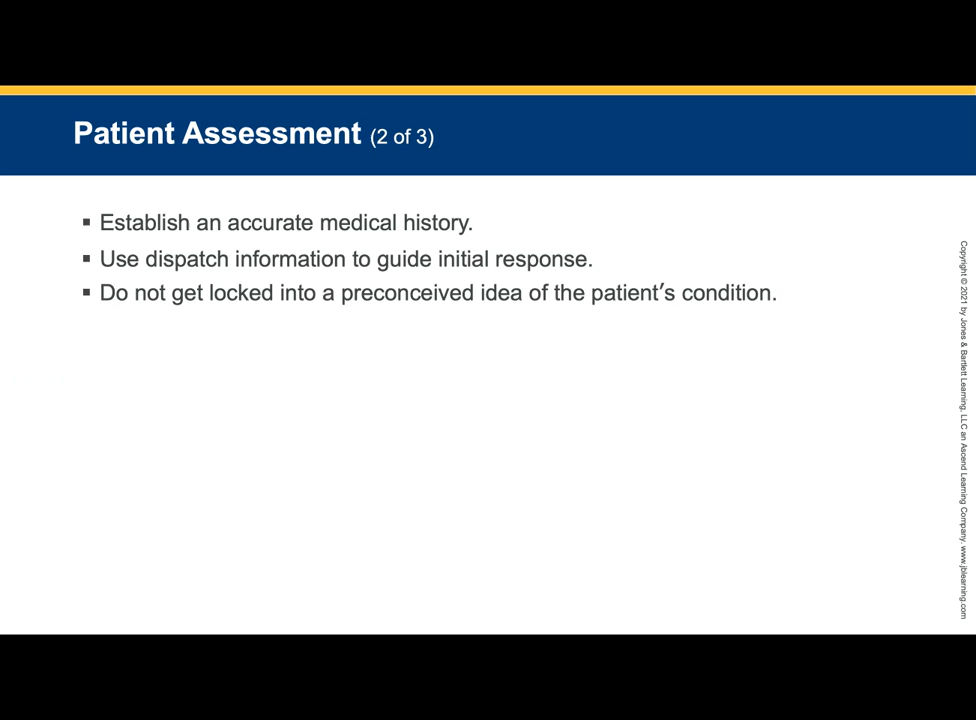 Patient Assessment (2 of 3)
▪ Establish an accurate medical history.
▪ Use dispatch information to guide initial response.
▪ Do not get locked into a preconceived idea of the patient′s condition.
Copyright © 2021 by Jones & Bartlett Learning, LLC an Ascend Learning Company. www.jblearning.com